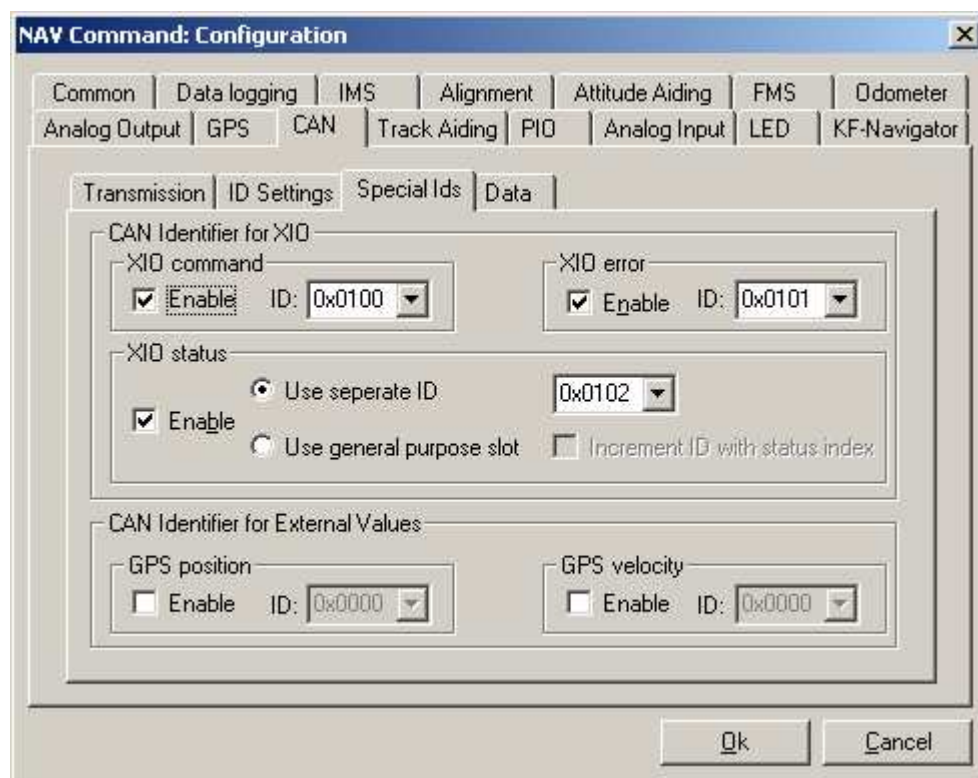 NAV Command: Configuration
Common Data logging IMS Alignment Attitude Aiding FMS Odometer
Analog Output GPS CAN Track Aiding PIO Analog Input LED KF-Navigator
Transmission ID Settings Special Ids Data
CAN Identifier for XIO
XIO command XIO error
Enable ID: 0x0100 Enable ID: 0x0101
XIO status
Use seperate ID 0x0102
Enable
Use general purpose slot Increment ID with status index
CAN Identifier for External Values
GPS position GPS velocity
Enable ID: 0x0000 Enable ID: 0x0000
Ok Cancel